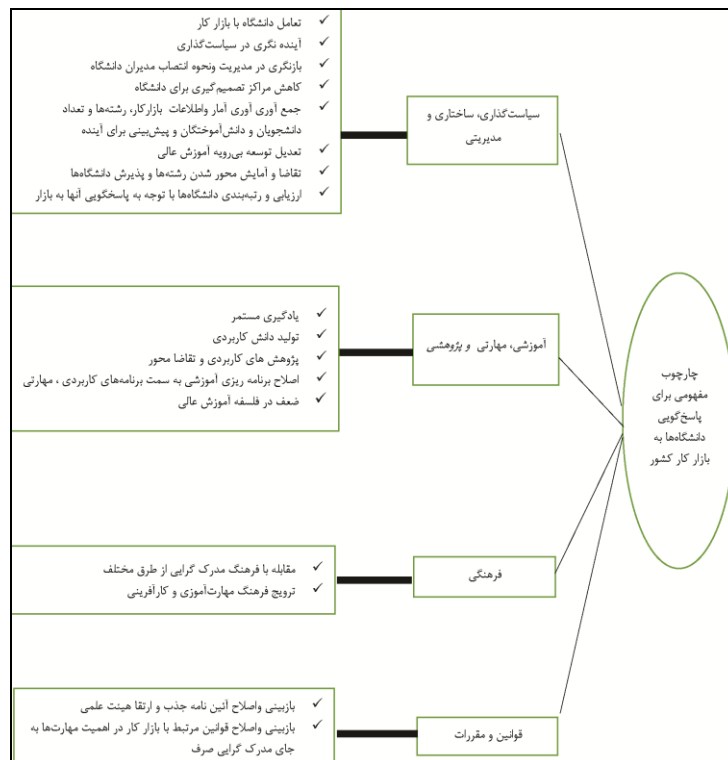 چارچوب
مفهومی برای
پاسخ‌گویی
دانشگاه‌ها به
بازار کار کشور
سیاست‌گذاری، ساختاری و
مدیریتی
تعامل دانشگاه با بازار کار
آینده نگری در سیاست‌گذاری
بازنگری در مدیریت ونحوه انتصاب مدیران دانشگاه
کاهش مراکز تصمیم‌گیری برای دانشگاه
جمع آوری آوری آمار واطلاعات بازارکار، رشته‌ها و تعداد
دانشجویان و دانش‌آموختگان و پیش‌بینی برای آینده
تعدیل توسعه بی‌رویه آموزش عالی
تقاضا و آمایش محور شدن رشته‌ها و پذیرش دانشگاه‌ها
ارزیابی و رتبه‌بندی دانشگاه‌ها با توجه به پاسخگویی آنها به بازار
آموزشی، مهارتی و پژوهشی
یادگیری مستمر
تولید دانش کاربردی
پژوهش های کاربردی و تقاضا محور
اصلاح برنامه ریزی آموزشی به سمت برنامه‌های کاربردی ، مهارتی
ضعف در فلسفه آموزش عالی
فرهنگی
مقابله با فرهنگ مدرک گرایی از طرق مختلف
ترویج فرهنگ مهارت‌آموزی و کارآفرینی
قوانین و مقررات
بازبینی واصلاح آئین نامه جذب و ارتقا هیئت علمی
بازبینی واصلاح قوانین مرتبط با بازار کار در اهمیت مهارت‌ها به
جای مدرک گرایی صرف